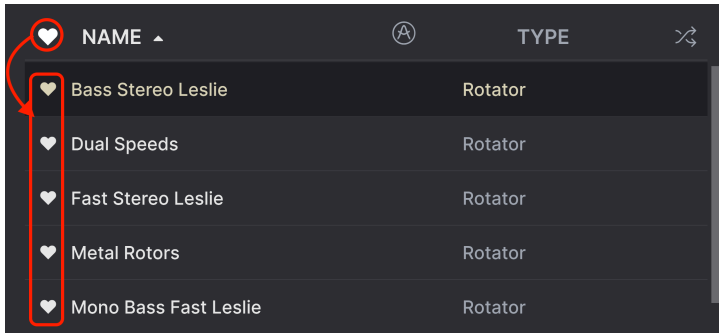 NAME TYPE
Bass Stereo Leslie Rotator
Dual Speeds Rotator
Fast Stereo Leslie Rotator
Metal Rotors Rotator
Mono Bass Fast Leslie Rotator